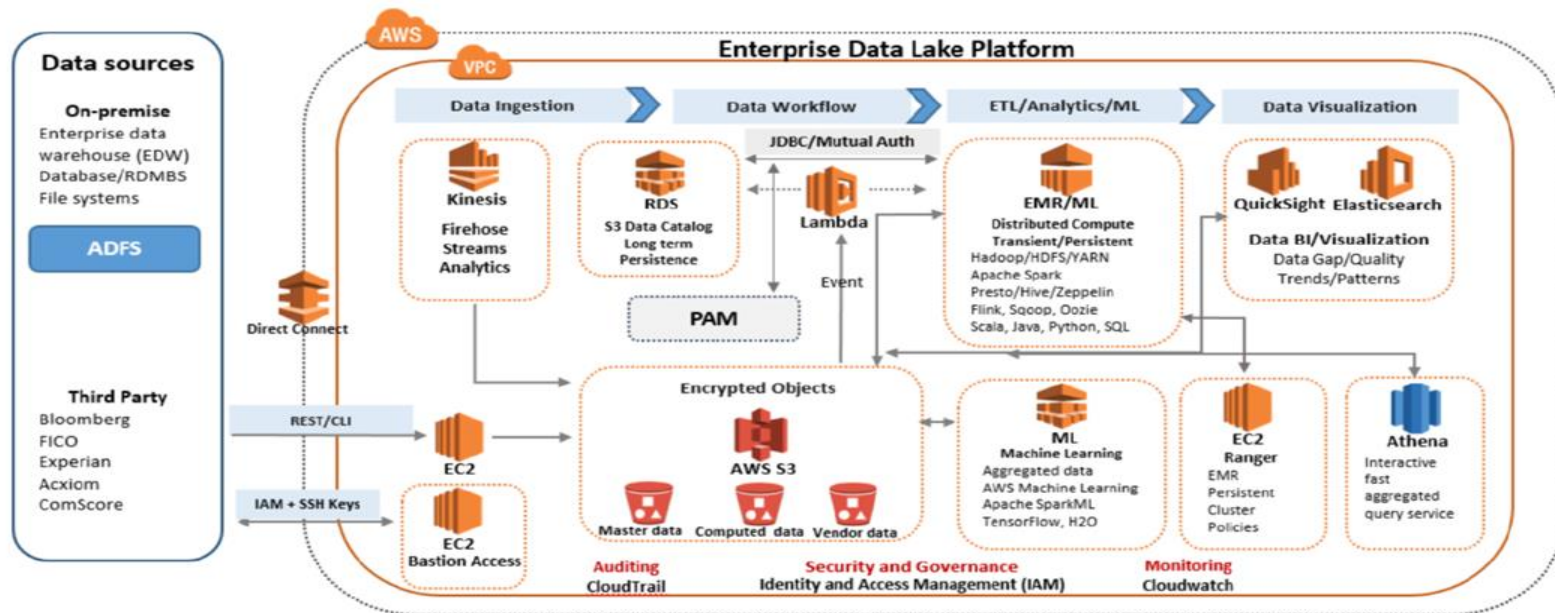 AWS
Enterprise Data Lake Platform
VPC
Data sources
On-premise
Enterprise data
warehouse (EDW)
Database/RDMBS
File systems
ADFS
Third Party
Bloomberg
FICO
Experian
Acxiom
ComScore
Direct Connect
REST/CLI
IAM + SSH Keys
Data Ingestion
Data Workflow
ETL/Analytics/ML
Data Visualization
Kinesis
Firehose
Streams
Analytics
RDS
S3 Data Catalog
Long term
Persistence
JDBC/Mutual Auth
Lambda
Event
PAM
EMR/ML
Distributed Compute
Transient/Persistent
Hadoop/HDFS/YARN
Apache Spark
Presto/Hive/Zeppelin
Flink, Sqoop, Oozie
Scala, Java, Python, SQL
QuickSight
Elasticsearch
Data BI/Visualization
Data Gap/Quality
Trends/Patterns
EC2
EC2
Bastion Access
Encrypted Objects
AWS S3
Master data
Computed data
Vendor data
ML
Machine Learning
Aggregated data
AWS Machine Learning
Apache SparkML
TensorFlow, H2O
EC2
Ranger
EMR
Persistent
Cluster
Policies
Athena
Interactive
fast
aggregated
query service
Auditing
CloudTrail
Security and Governance
Identity and Access Management (IAM)
Monitoring
Cloudwatch